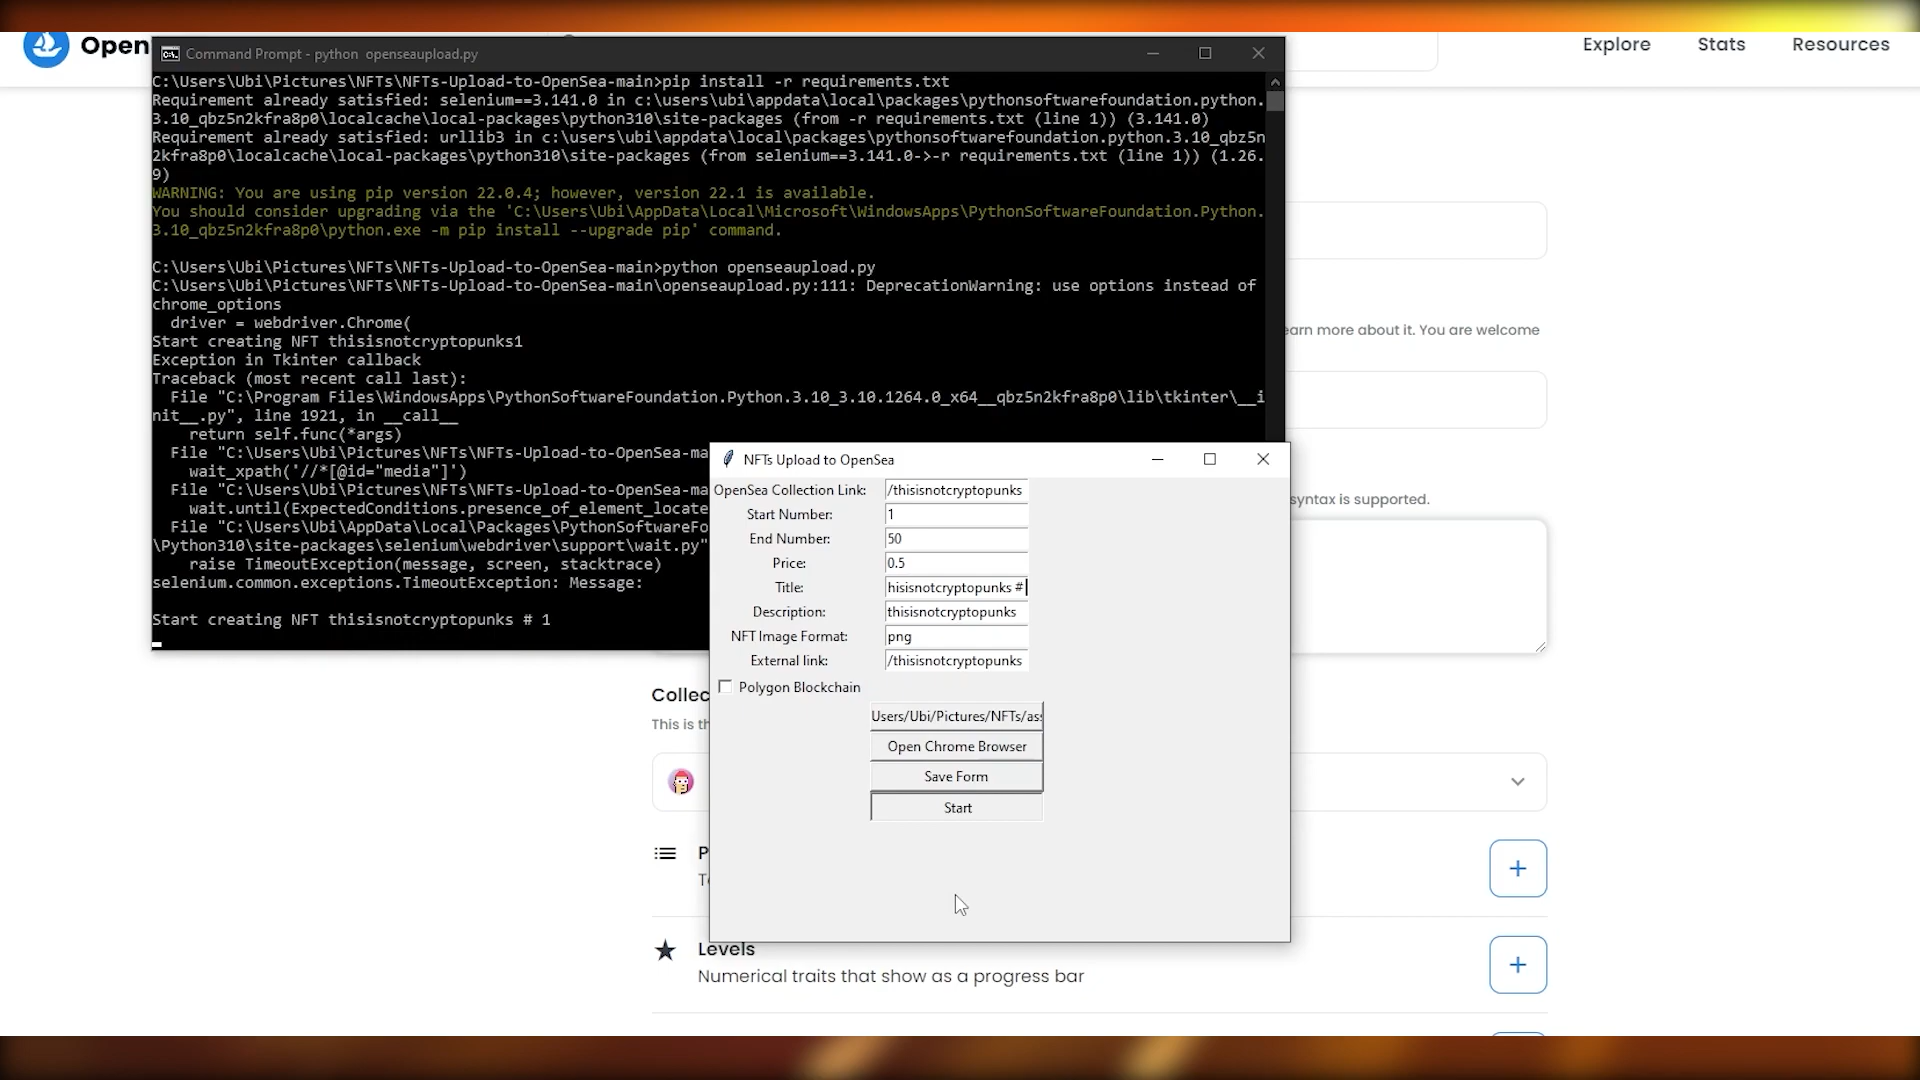 Open
Explore
Stats
Resources
Command Prompt - python  openseaupload.py
C:\Users\Ubi\Pictures\NFTs\NFTs-Upload-to-OpenSea-main>pip install -r requirements.txt
Requirement already satisfied: selenium==3.141.0 in c:\users\ubi\appdata\local\packages\pythonsoftwarefoundation.python.
3.10_qbz5n2kfra8p0\localcache\local-packages\python310\site-packages (from -r requirements.txt (line 1)) (3.141.0)
Requirement already satisfied: urllib3 in c:\users\ubi\appdata\local\packages\pythonsoftwarefoundation.python.3.10_qbz5n
2kfra8p0\localcache\local-packages\python310\site-packages (from selenium==3.141.0->-r requirements.txt (line 1)) (1.26.
9)
WARNING: You are using pip version 22.0.4; however, version 22.1 is available.
You should consider upgrading via the 'C:\Users\Ubi\AppData\Local\Microsoft\WindowsApps\PythonSoftwareFoundation.Python.
3.10_qbz5n2kfra8p0\python.exe -m pip install --upgrade pip' command.
C:\Users\Ubi\Pictures\NFTs\NFTs-Upload-to-OpenSea-main>python openseaupload.py
C:\Users\Ubi\Pictures\NFTs\NFTs-Upload-to-OpenSea-main\openseaupload.py:111: DeprecationWarning: use options instead of
chrome_options
driver = webdriver.Chrome(
Start creating NFT thisisnotcryptopunks1
Exception in Tkinter callback
Traceback (most recent call last):
File "C:\Program Files\WindowsApps\PythonSoftwareFoundation.Python.3.10_3.10.1264.0_x64__qbz5n2kfra8p0\lib\tkinter\__i
nit__.py", line 1921, in __call__
return self.func(*args)
File "C:\Users\Ubi\Pictures\NFTs\NFTs-Upload-to-OpenSea-ma
wait_xpath('//*[@id="media"]')
File "C:\Users\Ubi\Pictures\NFTs\NFTs-Upload-to-OpenSea-ma
wait.until(ExpectedConditions.presence_of_element_locate
File "C:\Users\Ubi\AppData\Local\Packages\PythonSoftwareFo
\Python310\site-packages\selenium\webdriver\support\wait.py"
raise TimeoutException(message, screen, stacktrace)
selenium.common.exceptions.TimeoutException: Message:
Start creating NFT thisisnotcryptopunks # 1
earn more about it. You are welcome
syntax is supported.
NFTs Upload to OpenSea
OpenSea Collection Link: /thisisnotcryptopunks
Start Number: 1
End Number: 50
Price: 0.5
Title: hisisnotcryptopunks #
Description: thisisnotcryptopunks
NFT Image Format: png
External link: /thisisnotcryptopunks
Polygon Blockchain
Users/Ubi/Pictures/NFTs/ass
Open Chrome Browser
Save Form
Start
Collec
This is th
P
Te
Levels
Numerical traits that show as a progress bar